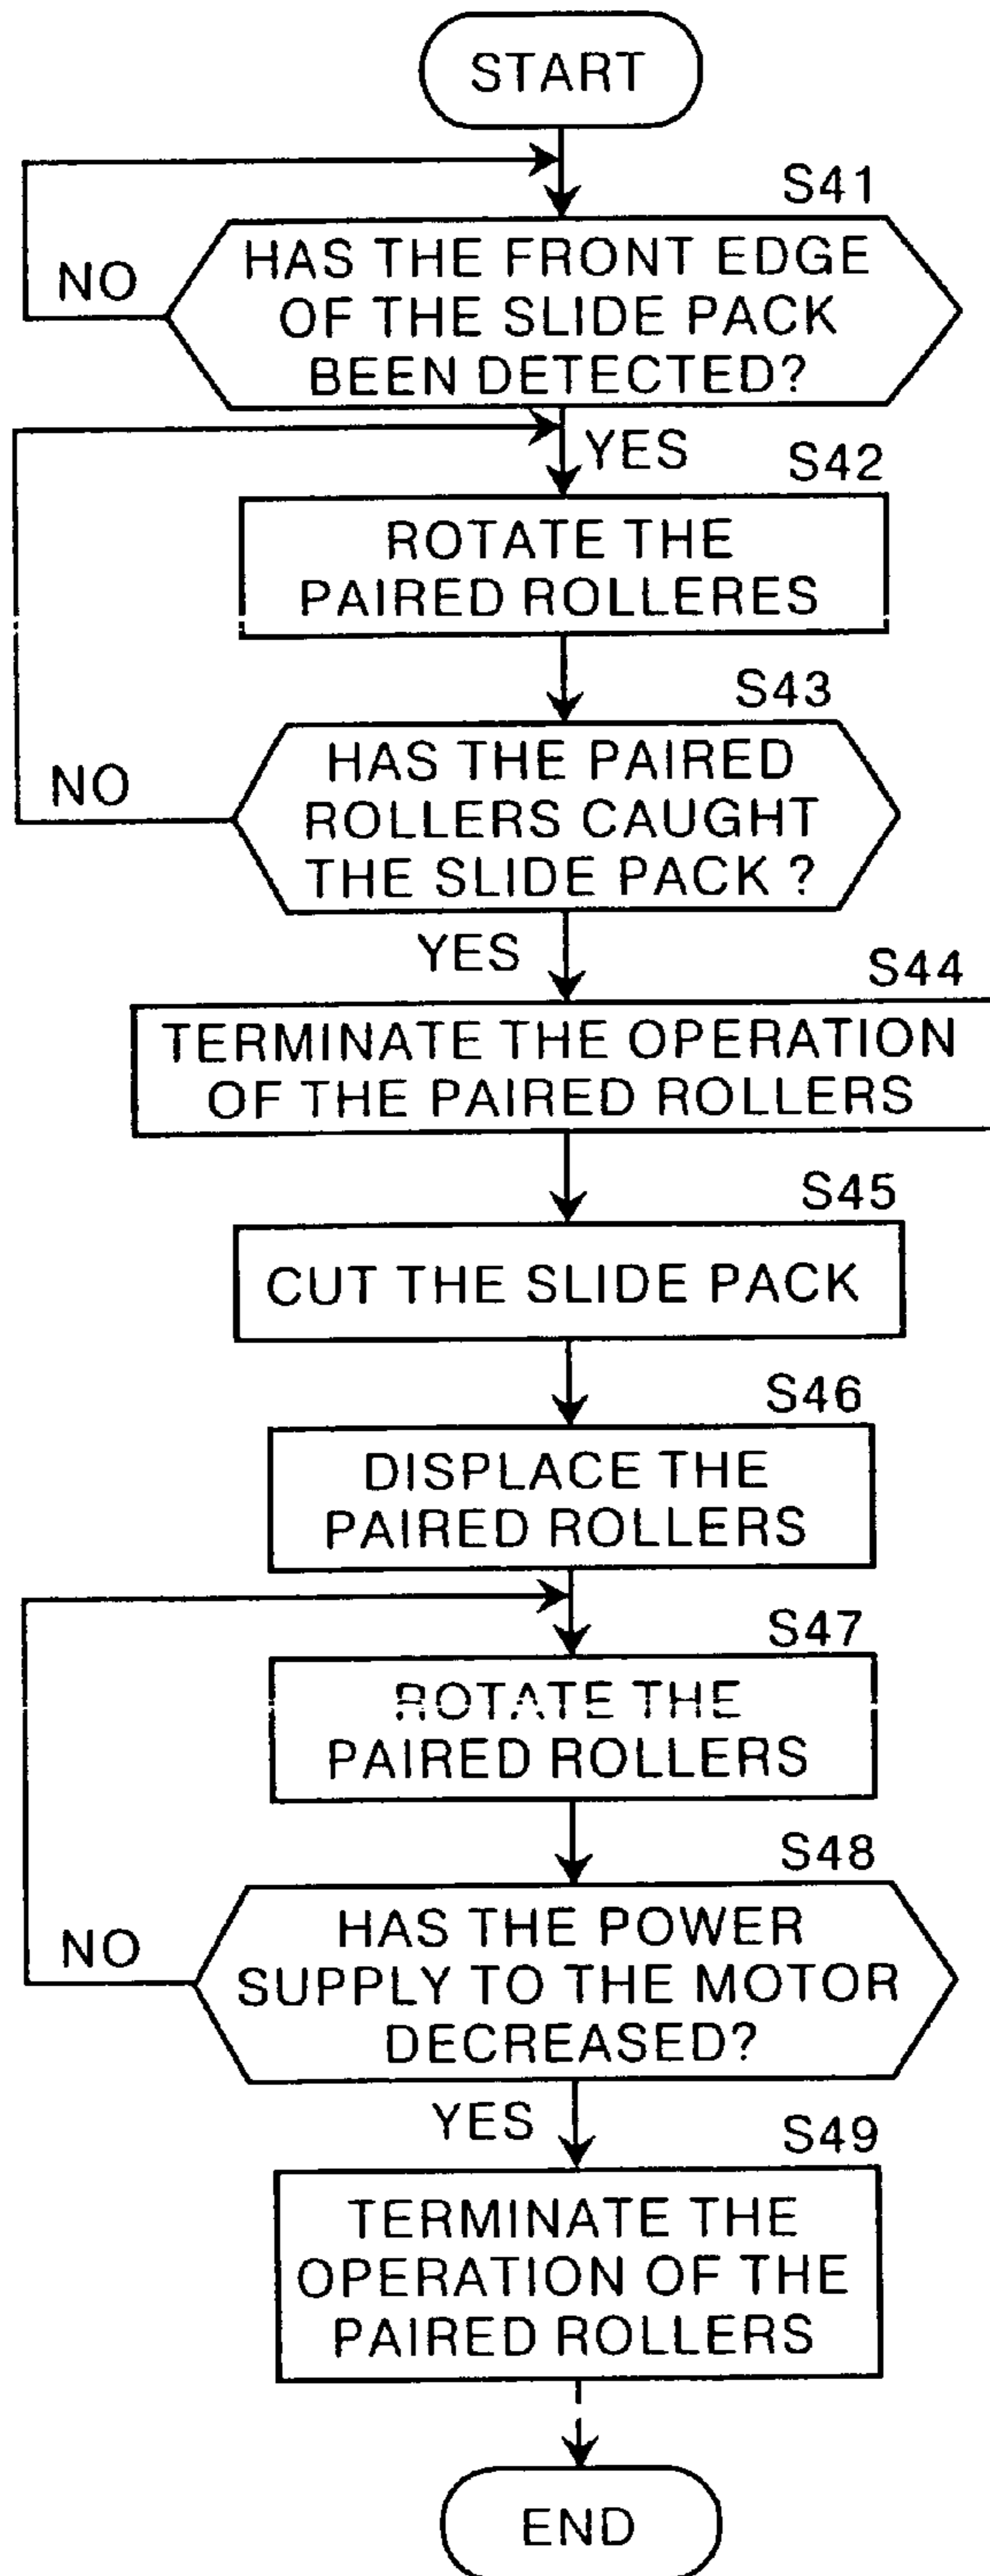 START
S41
NO
HAS THE FRONT EDGE
OF THE SLIDE PACK
BEEN DETECTED?
YES
S42
ROTATE THE
PAIRED ROLLERES
S43
NO
HAS THE PAIRED
ROLLERS CAUGHT
THE SLIDE PACK ?
YES
S44
TERMINATE THE OPERATION
OF THE PAIRED ROLLERS
S45
CUT THE SLIDE PACK
S46
DISPLACE THE
PAIRED ROLLERS
S47
ROTATE THE
PAIRED ROLLERS
S48
NO
HAS THE POWER
SUPPLY TO THE MOTOR
DECREASED?
YES
S49
TERMINATE THE
OPERATION OF THE
PAIRED ROLLERS
END